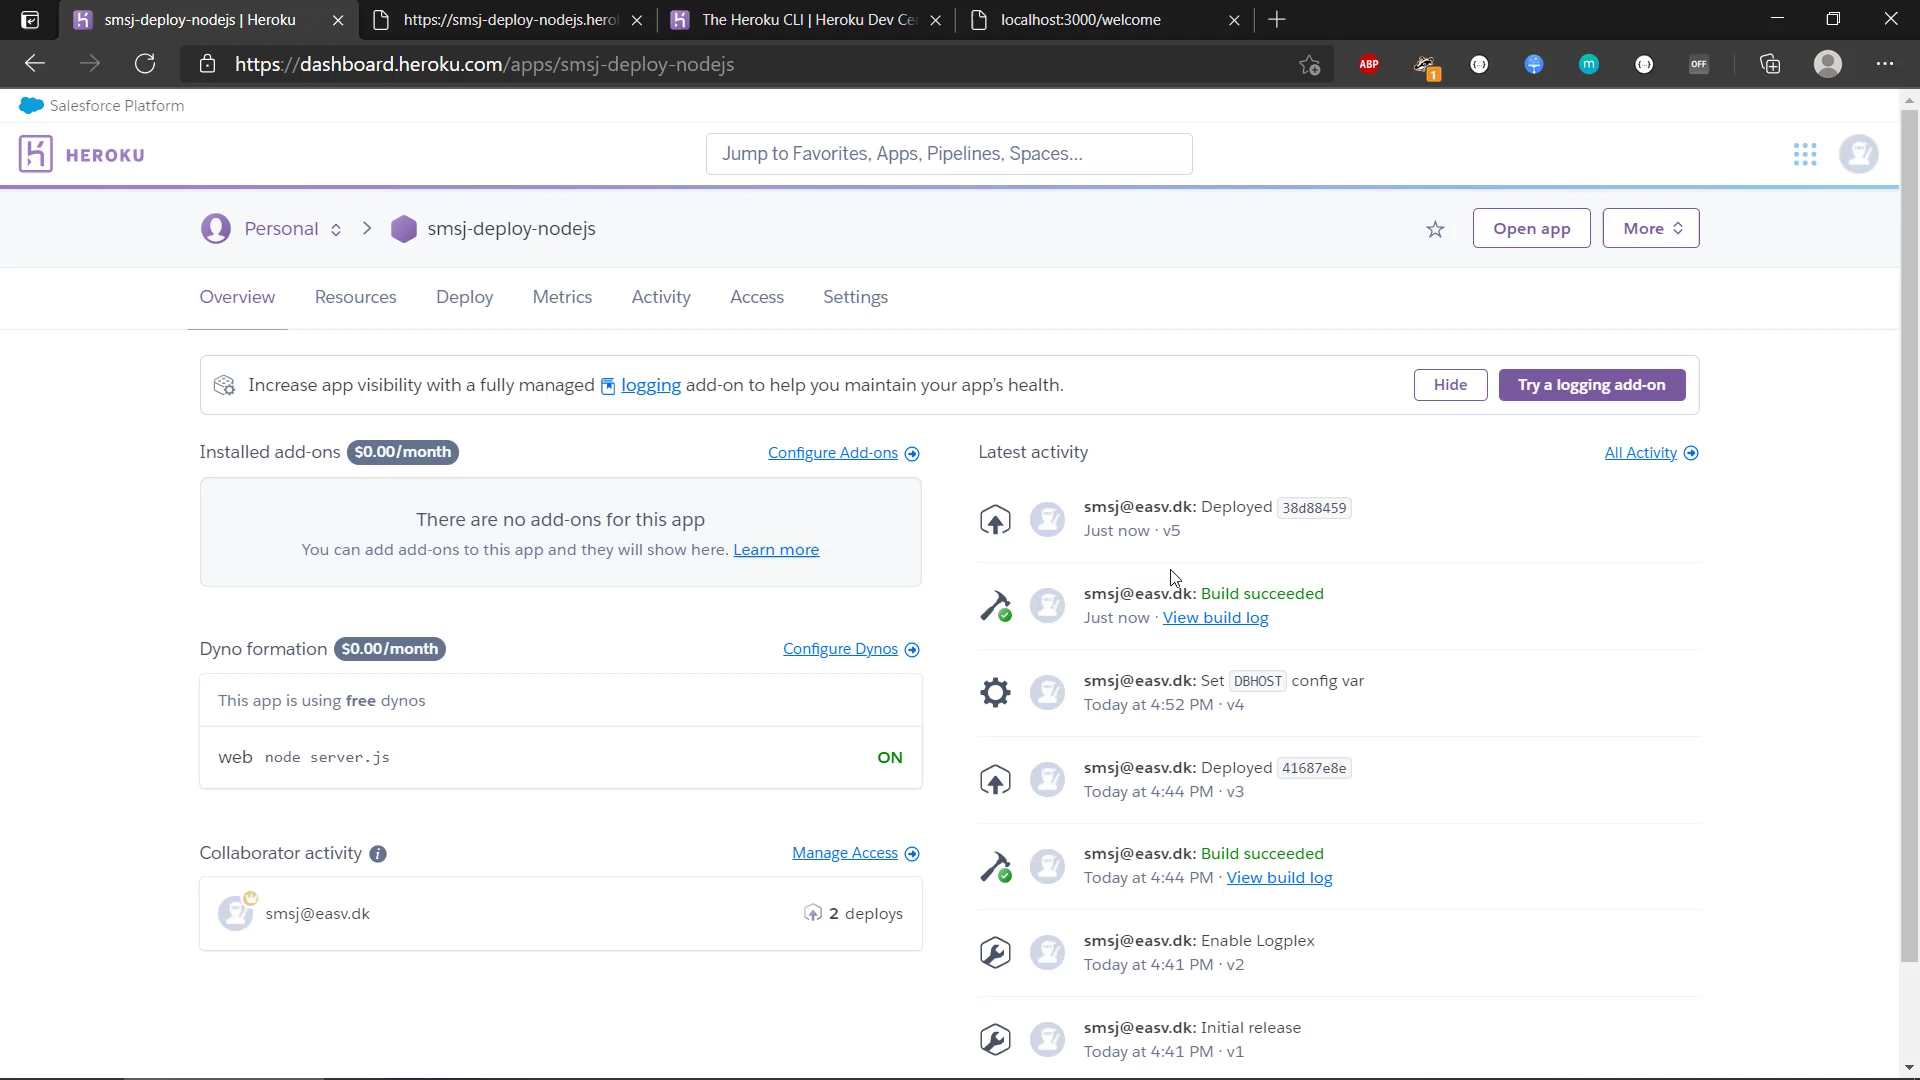 smsj-deploy-nodejs | Heroku
https://smsj-deploy-nodejs.hero
The Heroku CLI | Heroku Dev Ce
localhost:3000/welcome
https://dashboard.heroku.com/apps/smsj-deploy-nodejs
ABP
1
m
OFF
Salesforce Platform
HEROKU
Jump to Favorites, Apps, Pipelines, Spaces...
Personal
smsj-deploy-nodejs
Open app
More
Overview
Resources
Deploy
Metrics
Activity
Access
Settings
Increase app visibility with a fully managed logging add-on to help you maintain your app's health.
Hide
Try a logging add-on
Installed add-ons $0.00/month
Configure Add-ons
There are no add-ons for this app
You can add add-ons to this app and they will show here. Learn more
Dyno formation $0.00/month
Configure Dynos
This app is using free dynos
web node server.js
ON
Collaborator activity
Manage Access
smsj@easv.dk
2 deploys
Latest activity
All Activity
smsj@easv.dk: Deployed 38d88459
Just now · v5
smsj@easv.dk: Build succeeded
Just now · View build log
smsj@easv.dk: Set DBHOST config var
Today at 4:52 PM · v4
smsj@easv.dk: Deployed 41687e8e
Today at 4:44 PM · v3
smsj@easv.dk: Build succeeded
Today at 4:44 PM · View build log
smsj@easv.dk: Enable Logplex
Today at 4:41 PM · v2
smsj@easv.dk: Initial release
Today at 4:41 PM · v1